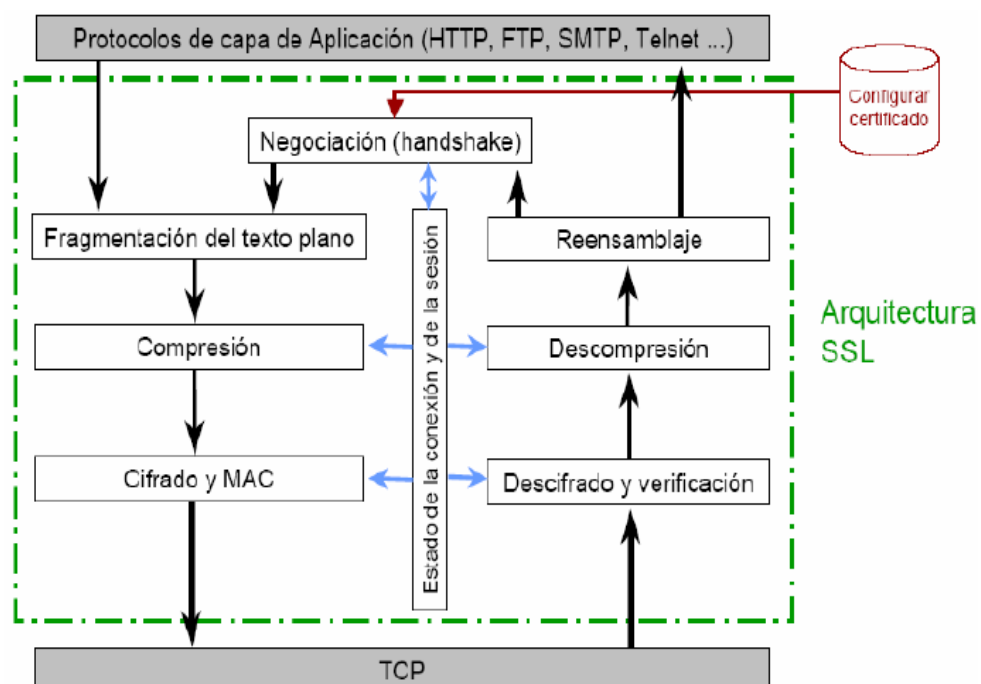 Protocolos de capa de Aplicación (HTTP, FTP, SMTP, Telnet ...)
Configurar
certificado
Negociación (handshake)
Fragmentación del texto plano
Reensamblaje
Estado de la conexión y de la sesión
Compresión
Descompresión
Arquitectura
SSL
Cifrado y MAC
Descifrado y verificación
TCP